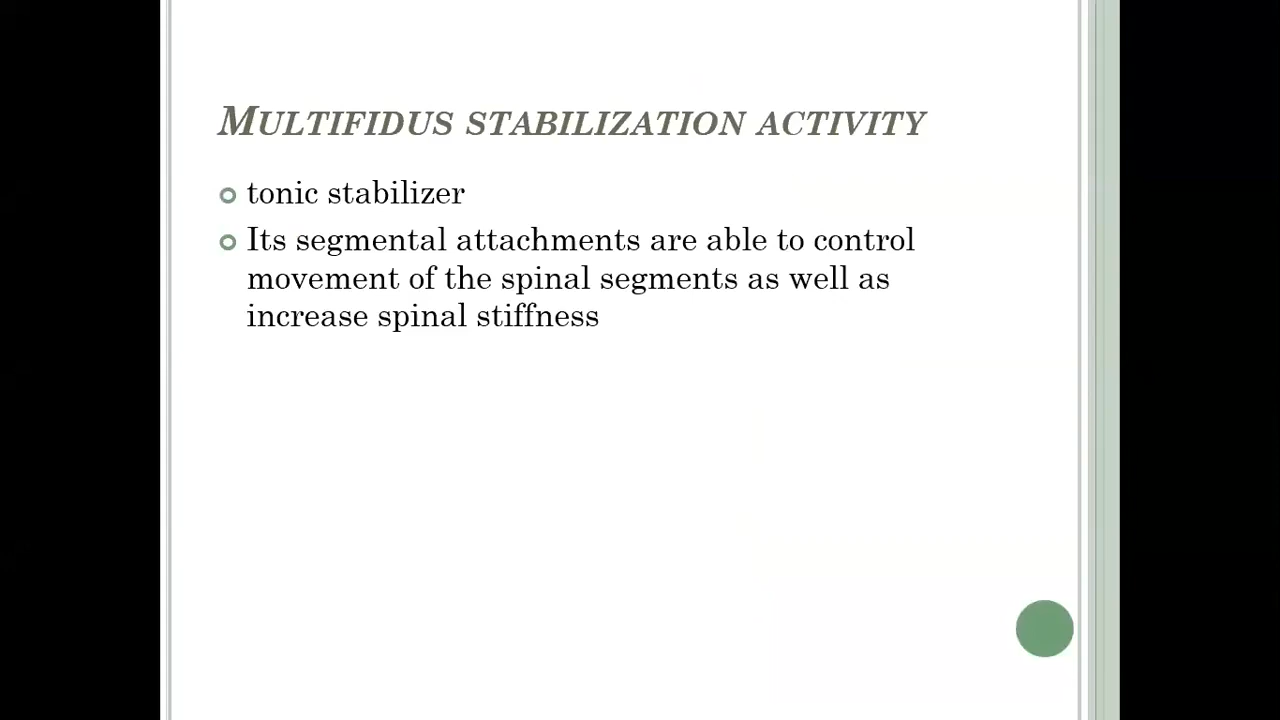 MULTIFIDUS STABILIZATION ACTIVITY
tonic stabilizer
Its segmental attachments are able to control
movement of the spinal segments as well as
increase spinal stiffness